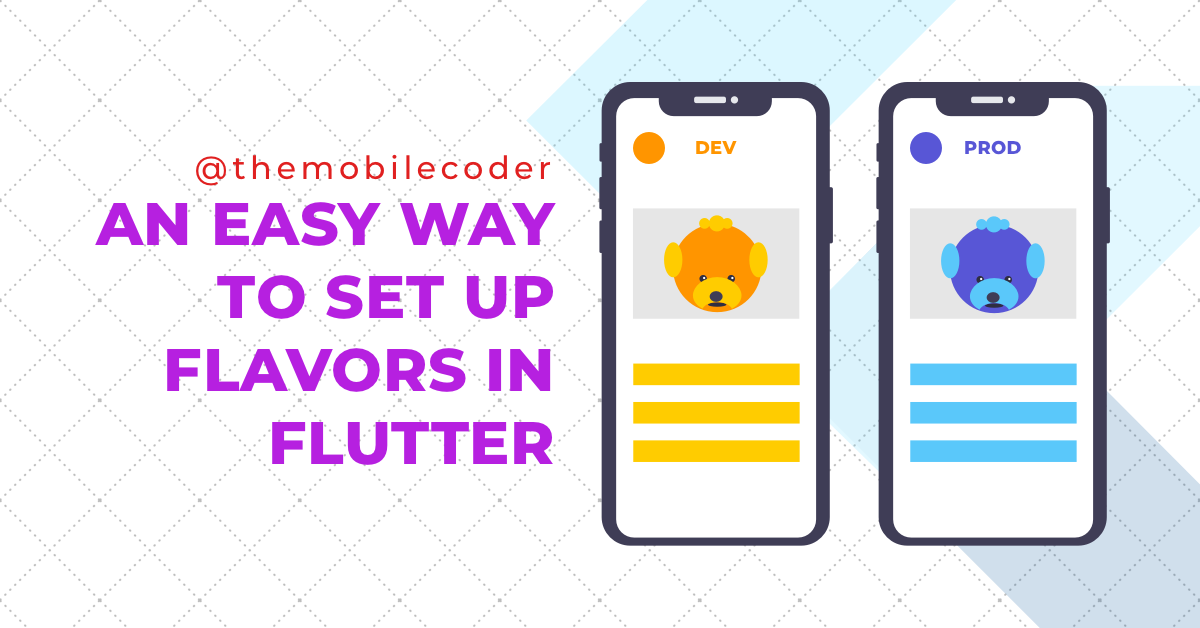 @themobilecoder
AN EASY WAY
TO SET UP
FLAVORS IN
FLUTTER
DEV
PROD